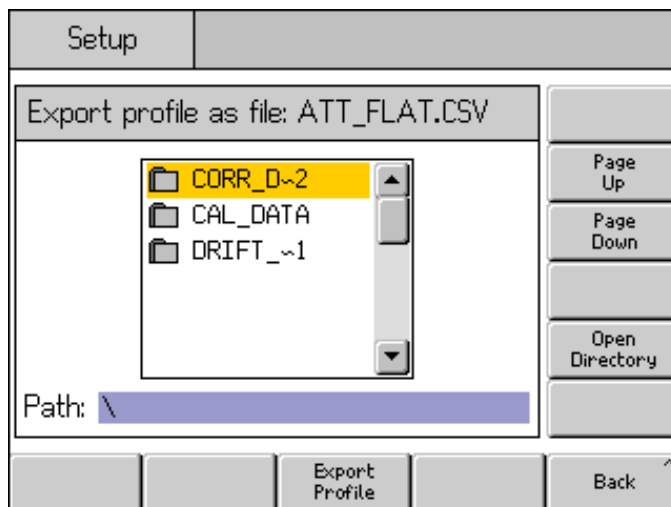 Setup
Export profile as file: ATT_FLAT.CSV
CORR_D~2
CAL_DATA
DRIFT_~1
Path: \
Page
Up
Page
Down
Open
Directory
Export
Profile
Back